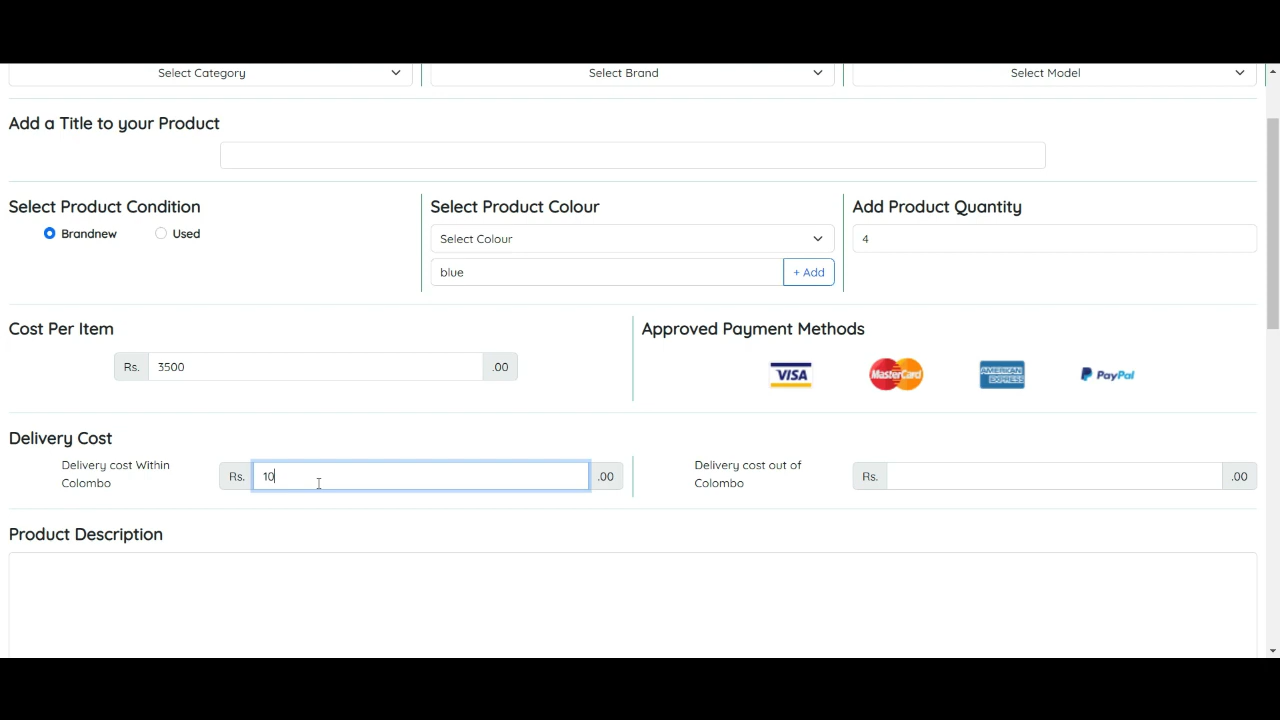 Select Category
Select Brand
Select Model
Add a Title to your Product
Select Product Condition
Brandnew
Used
Select Product Colour
Select Colour
blue
+ Add
Add Product Quantity
4
Cost Per Item
Rs. 3500 .00
Approved Payment Methods
VISA
MasterCard
AMERICAN EXPRESS
PayPal
Delivery Cost
Delivery cost Within
Colombo
Rs. 10 .00
Delivery cost out of
Colombo
Rs. .00
Product Description